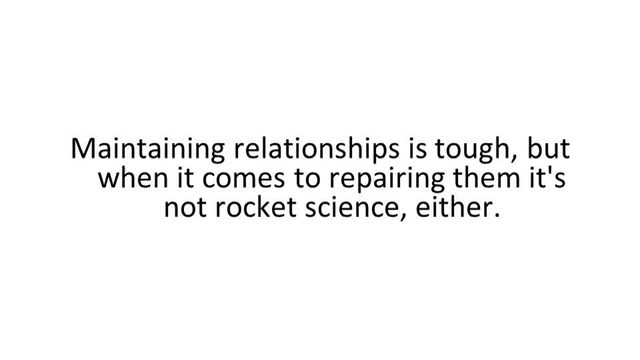 Maintaining relationships is tough, but
when it comes to repairing them it's
not rocket science, either.